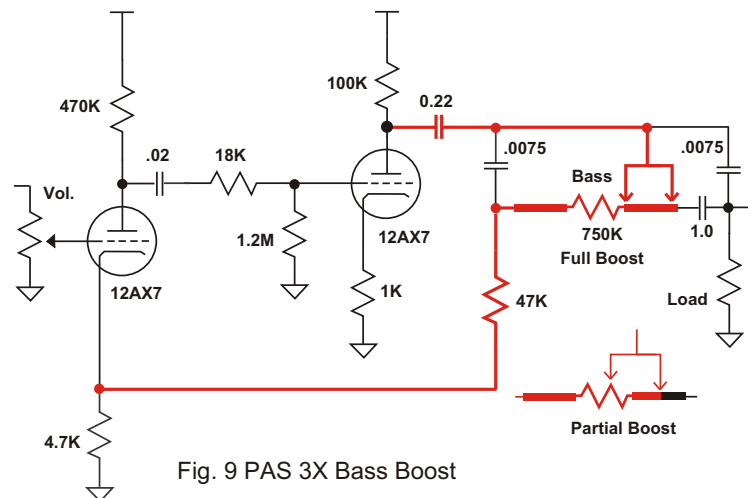 100K
0.22
470K
.02
18K
.0075
.0075
Bass
Vol.
12AX7
1.2M
750K
1.0
Full Boost
12AX7
1K
47K
Load
4.7K
Partial Boost
Fig. 9 PAS 3X Bass Boost